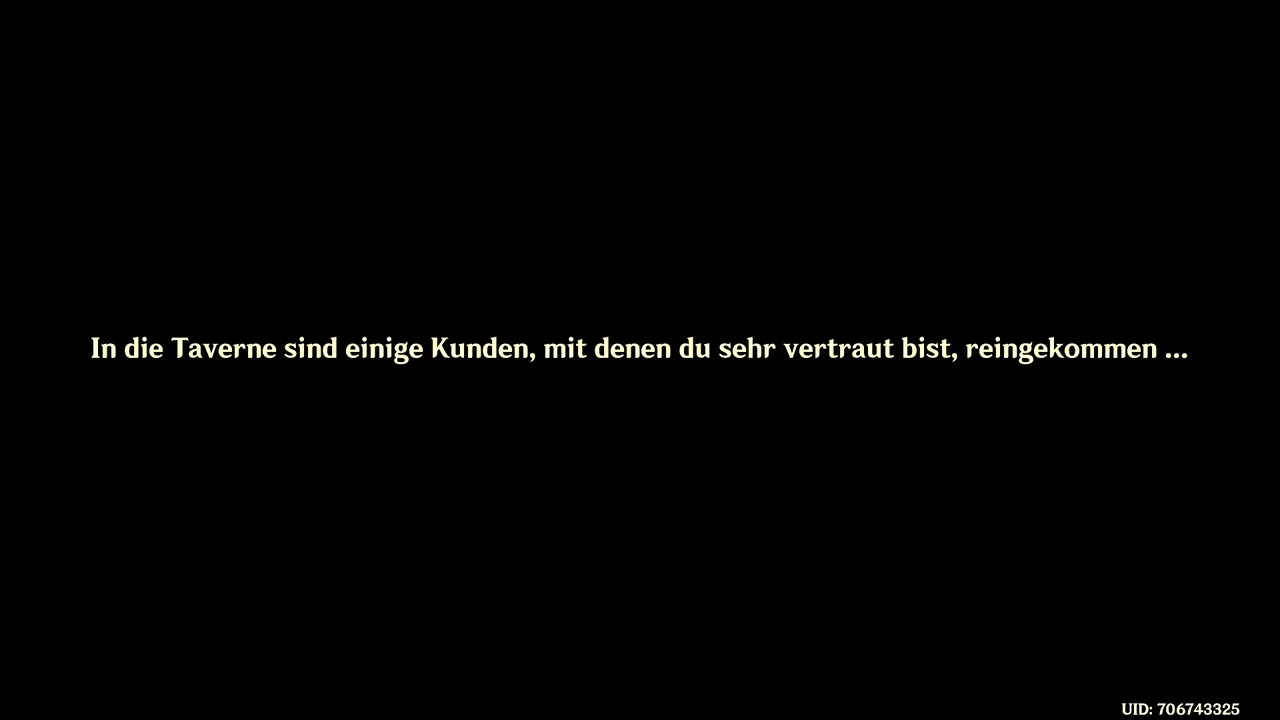 In die Taverne sind einige Kunden, mit denen du sehr vertraut bist, reingekommen ...
UID: 706743325